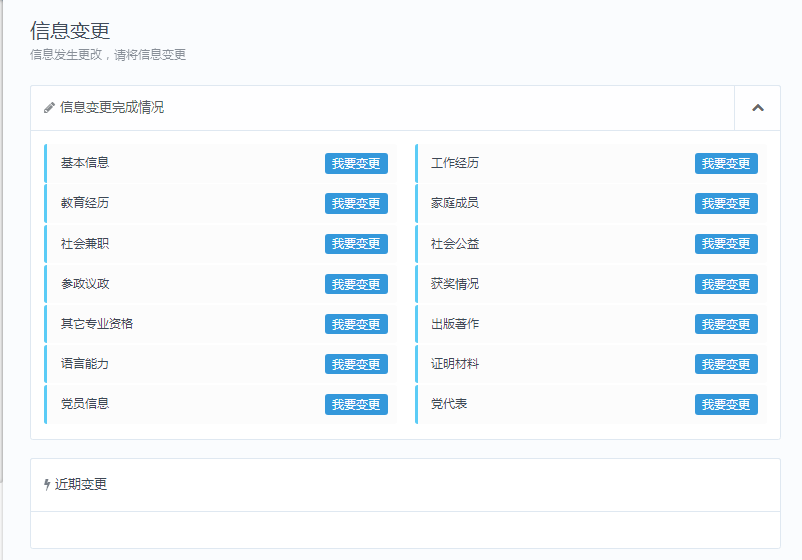 信息变更
信息发生更改，请将信息变更
信息变更完成情况
基本信息 我要变更 工作经历 我要变更
教育经历 我要变更 家庭成员 我要变更
社会兼职 我要变更 社会公益 我要变更
参政议政 我要变更 获奖情况 我要变更
其它专业资格 我要变更 出版著作 我要变更
语言能力 我要变更 证明材料 我要变更
党员信息 我要变更 党代表 我要变更
近期变更